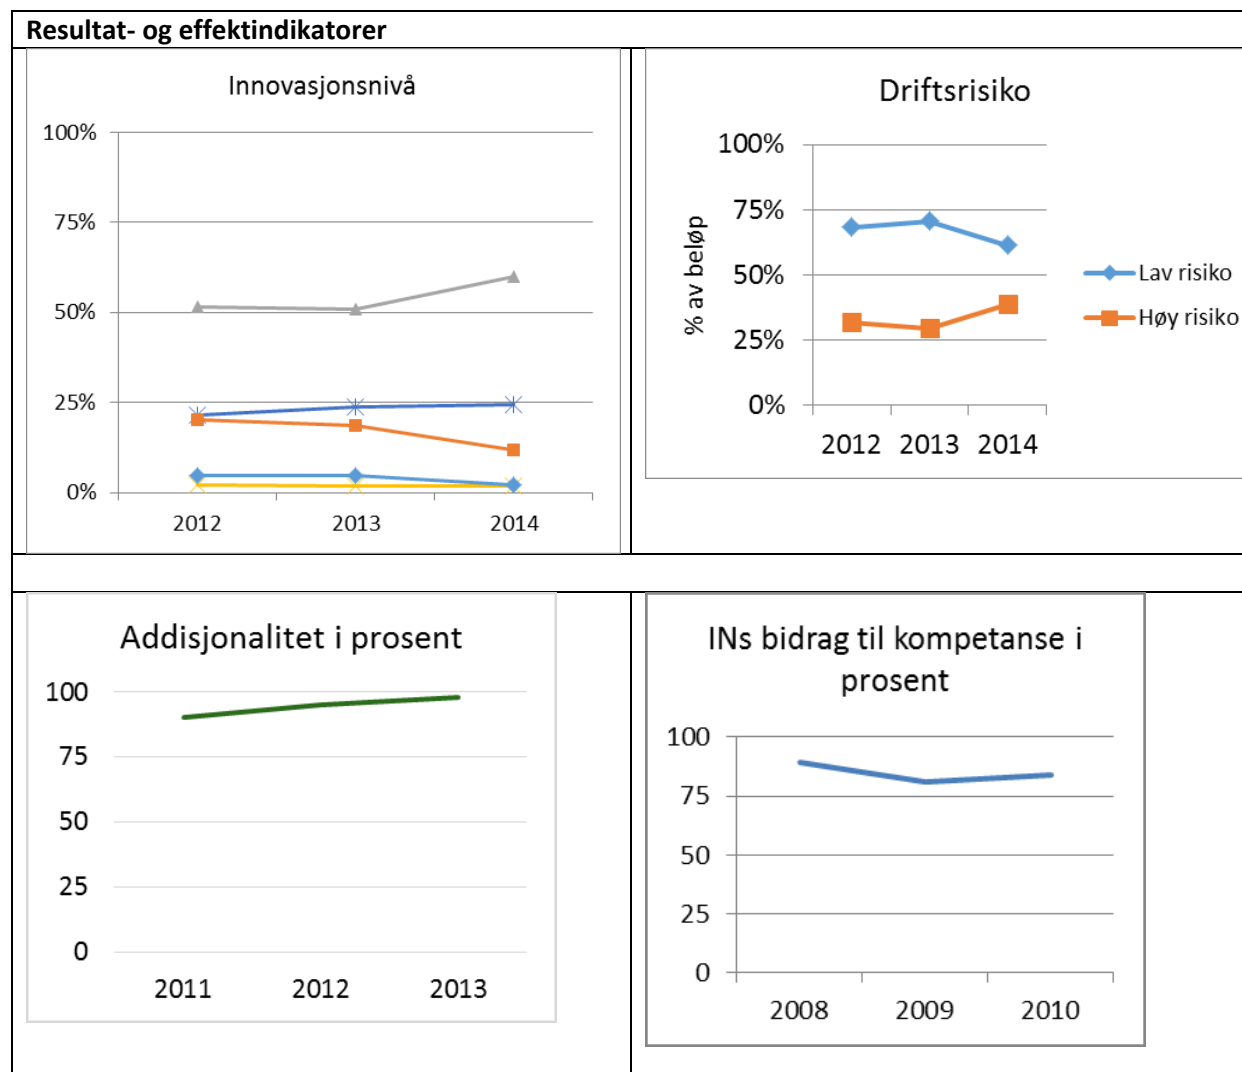 Resultat- og effektindikatorer
Innovasjonsnivå
100%
75%
50%
25%
0%
2012 2013 2014
Driftsrisiko
% av beløp
100%
75%
50%
25%
0%
2012 2013 2014
Lav risiko
Høy risiko
Addisjonalitet i prosent
100
75
50
25
0
2011 2012 2013
INs bidrag til kompetanse i
prosent
100
75
50
25
0
2008 2009 2010